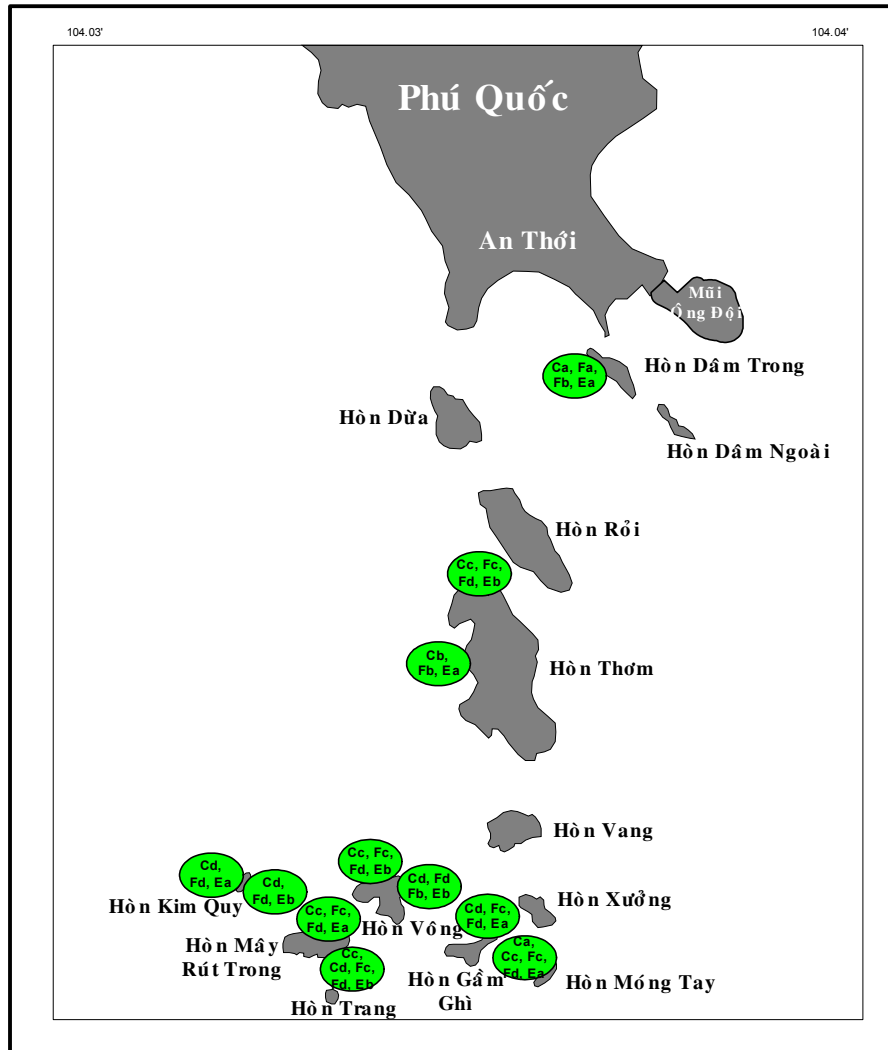 104.03' 104.04'
Phú Quốc
An Thới
Mũi
Ông Đội
Ca, Fa,
Fb, Ea
Hòn Dâm Trong
Hòn Dừa
Hòn Dâm Ngoài
Hòn Rỏi
Cc, Fc,
Fd, Eb
Cb,
Fb, Ea
Hòn Thơm
Hòn Vang
Cc, Fc,
Fd, Eb
Cd,
Fd, Ea
Cd,
Fd, Eb
Cd, Fd
Fb, Eb
Hòn Kim Quy
Cc, Fc,
Fd, Ea
Hòn Vông
Cd, Fc,
Fd, Ea
Hòn Xưởng
Hòn Mây
Rút Trong
Cc,
Cd, Fc,
Fd, Eb
Ca,
Cc, Fc,
Fd, Ea
Hòn Gầm
Ghì
Hòn Móng Tay
Hòn Trang